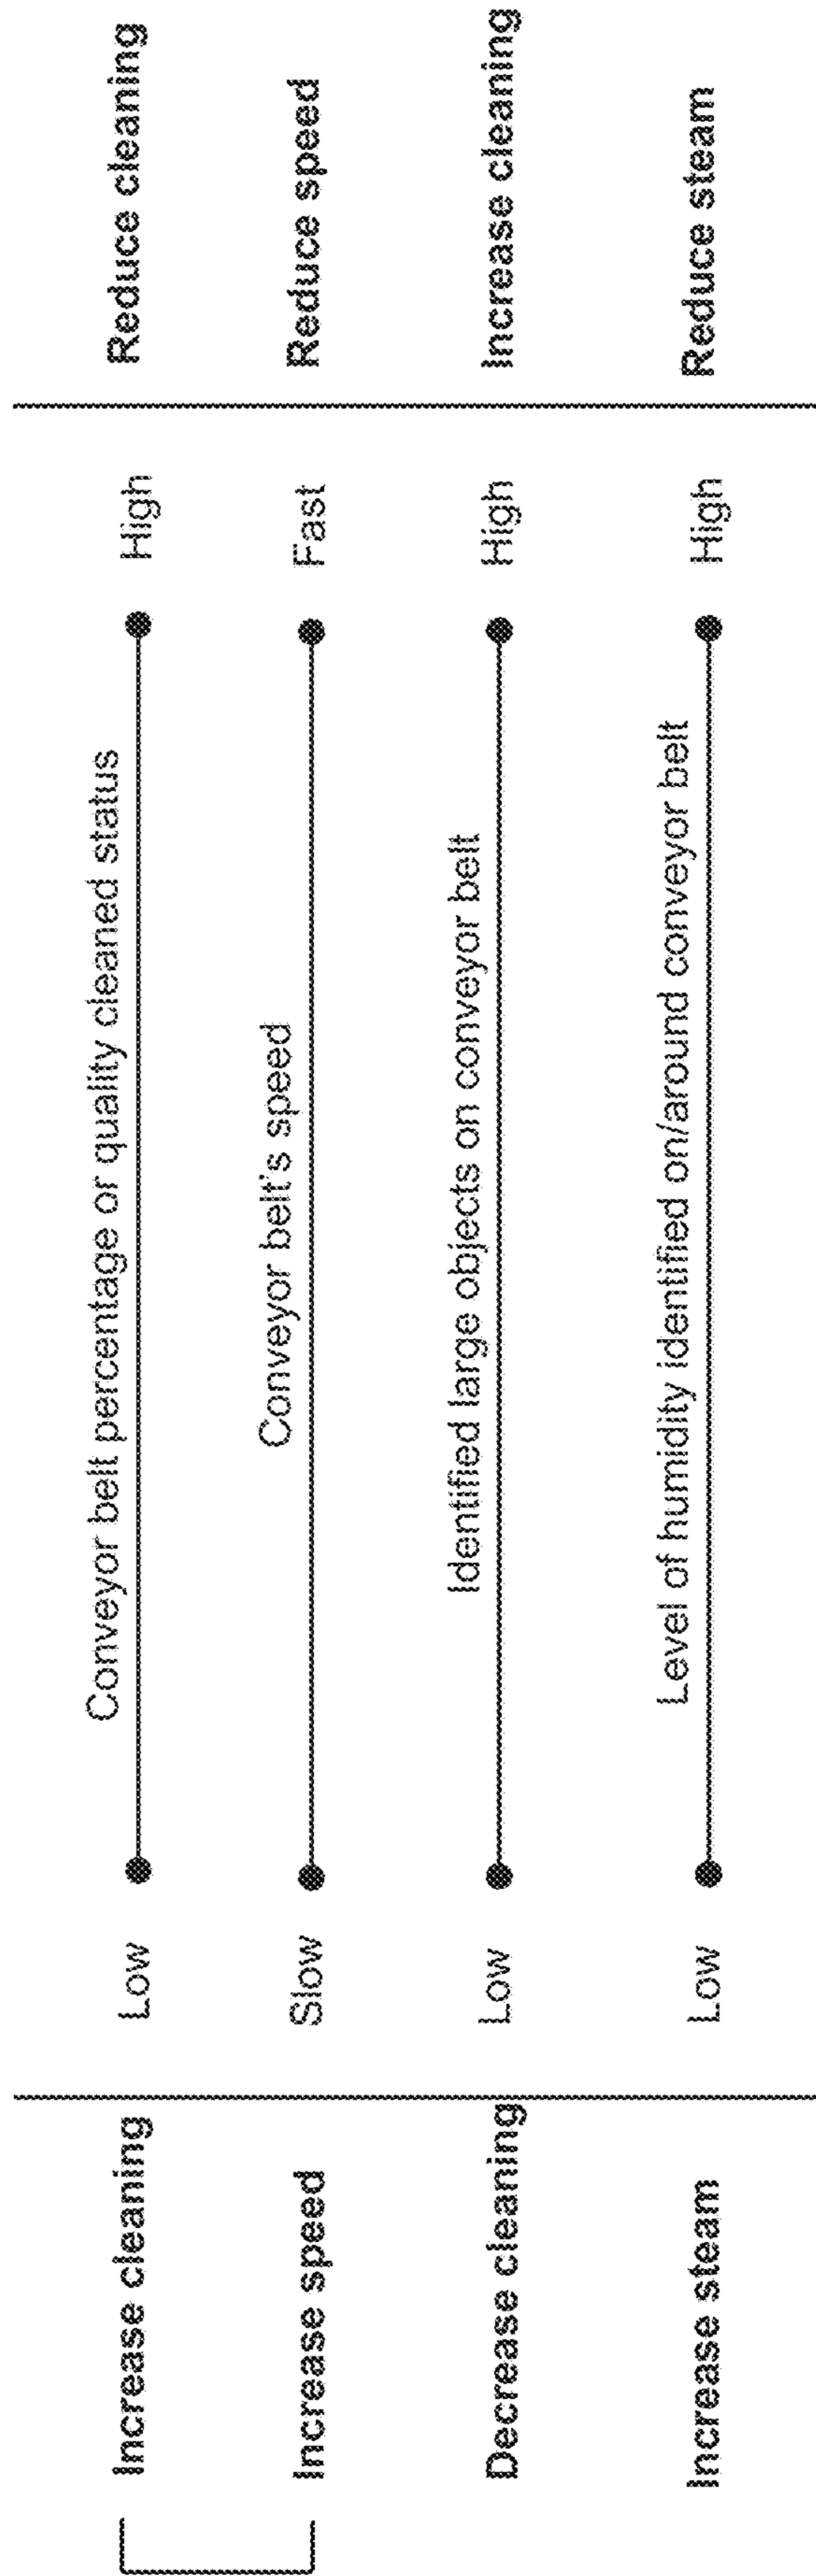 Increase cleaning
Low
Conveyor belt percentage or quality cleaned status
High
Reduce cleaning
Increase speed
Slow
Conveyor belt's speed
Fast
Reduce speed
Decrease cleaning
Low
Identified large objects on conveyor belt
High
Increase cleaning
Increase steam
Low
Level of humidity identified on/around conveyor belt
High
Reduce steam